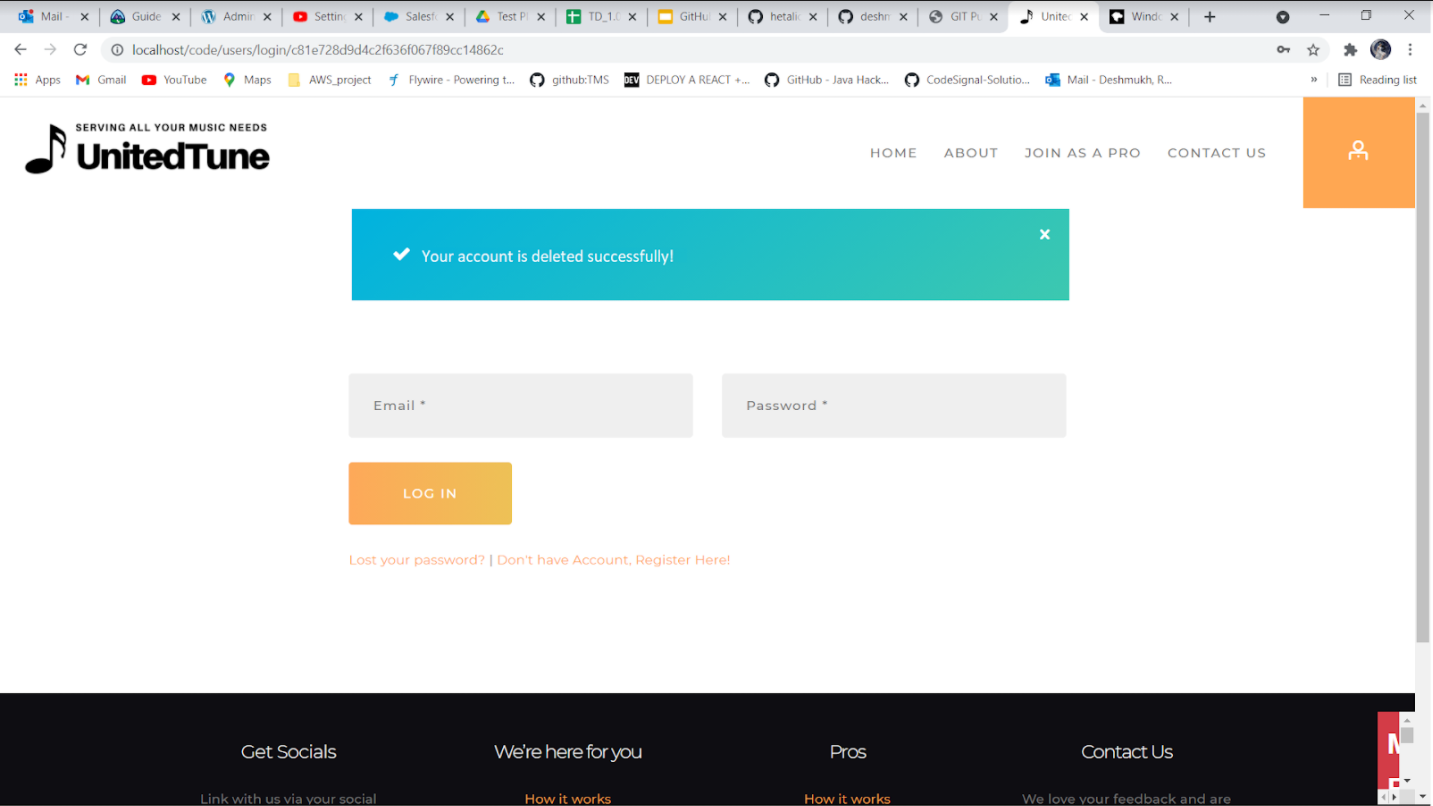 Mail -
Guide
Admin
Setting
Salesfo
Test Pl
TD_1.0
GitHul
hetalic
deshm
GIT Pu
United
Windo
localhost/code/users/login/c81e728d9d4c2f636f067f89cc14862c
Apps
Gmail
YouTube
Maps
AWS_project
Flywire - Powering t...
github:TMS
DEV
DEPLOY A REACT +...
GitHub - Java Hack...
CodeSignal-Solutio...
Mail - Deshmukh, R...
»
Reading list
SERVING ALL YOUR MUSIC NEEDS
UnitedTune
HOME
ABOUT
JOIN AS A PRO
CONTACT US
Your account is deleted successfully!
Email *
Password *
LOG IN
Lost your password? | Don't have Account, Register Here!
Get Socials
We're here for you
Pros
Contact Us
Link with us via your social
How it works
How it works
We love your feedback and are